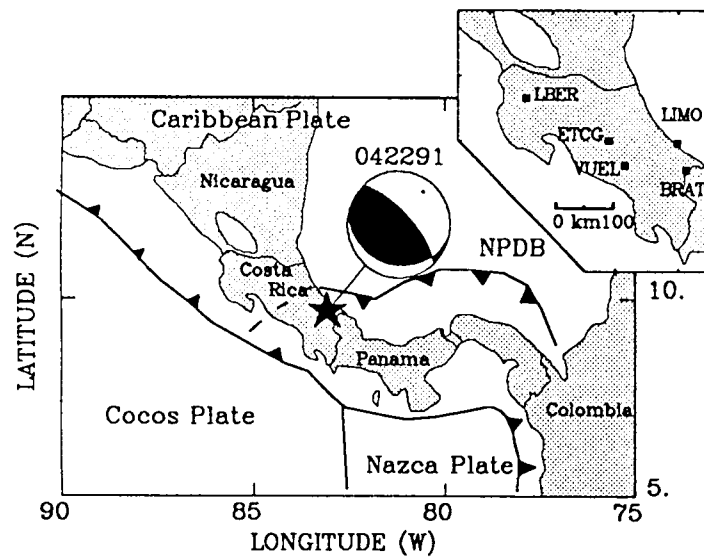 Caribbean Plate
042291
Nicaragua
NPDB
Costa
Rica
Panama
Colombia
Cocos Plate
Nazca Plate
LBER
LIMO
ETCG
VUEL
BRAT
0 km100
LATITUDE (N)
10.
5.
90
85
80
75
LONGITUDE (W)